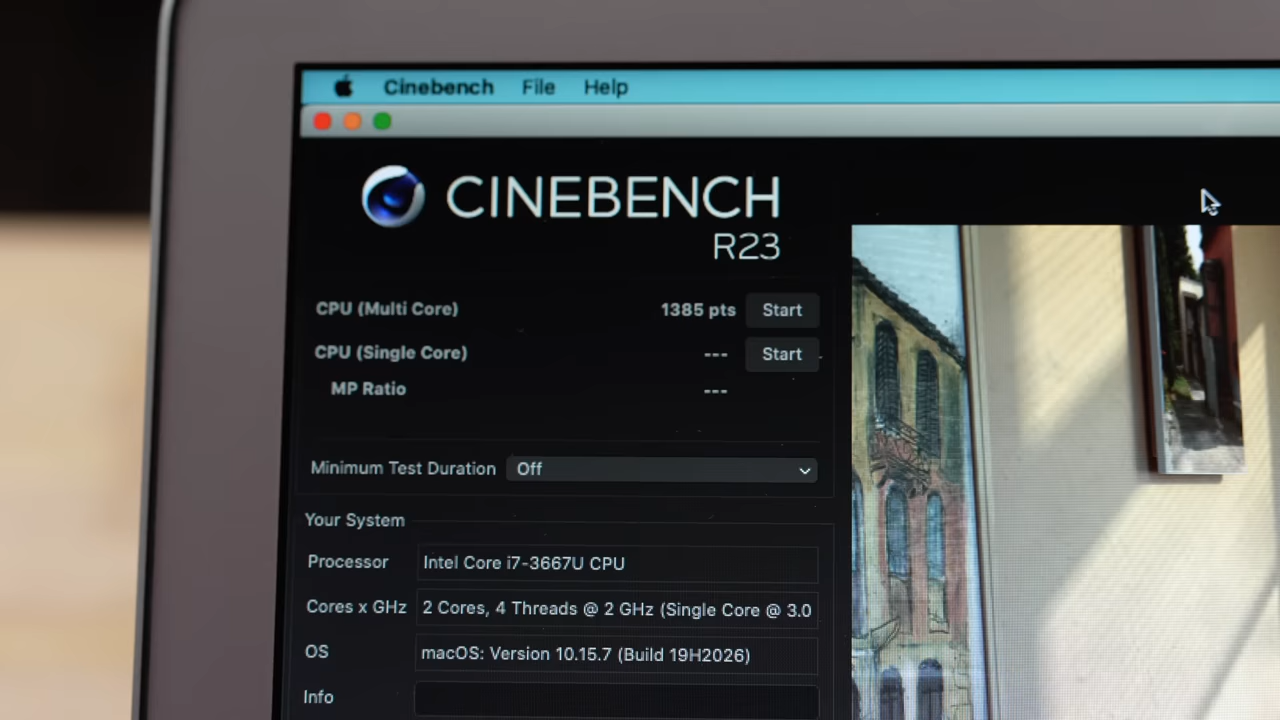 Cinebench File Help
CINEBENCH
R23
CPU (Multi Core) 1385 pts Start
CPU (Single Core) --- Start
MP Ratio ---
Minimum Test Duration Off
Your System
Processor Intel Core i7-3667U CPU
Cores x GHz 2 Cores, 4 Threads @ 2 GHz (Single Core @ 3.0
OS macOS: Version 10.15.7 (Build 19H2026)
Info